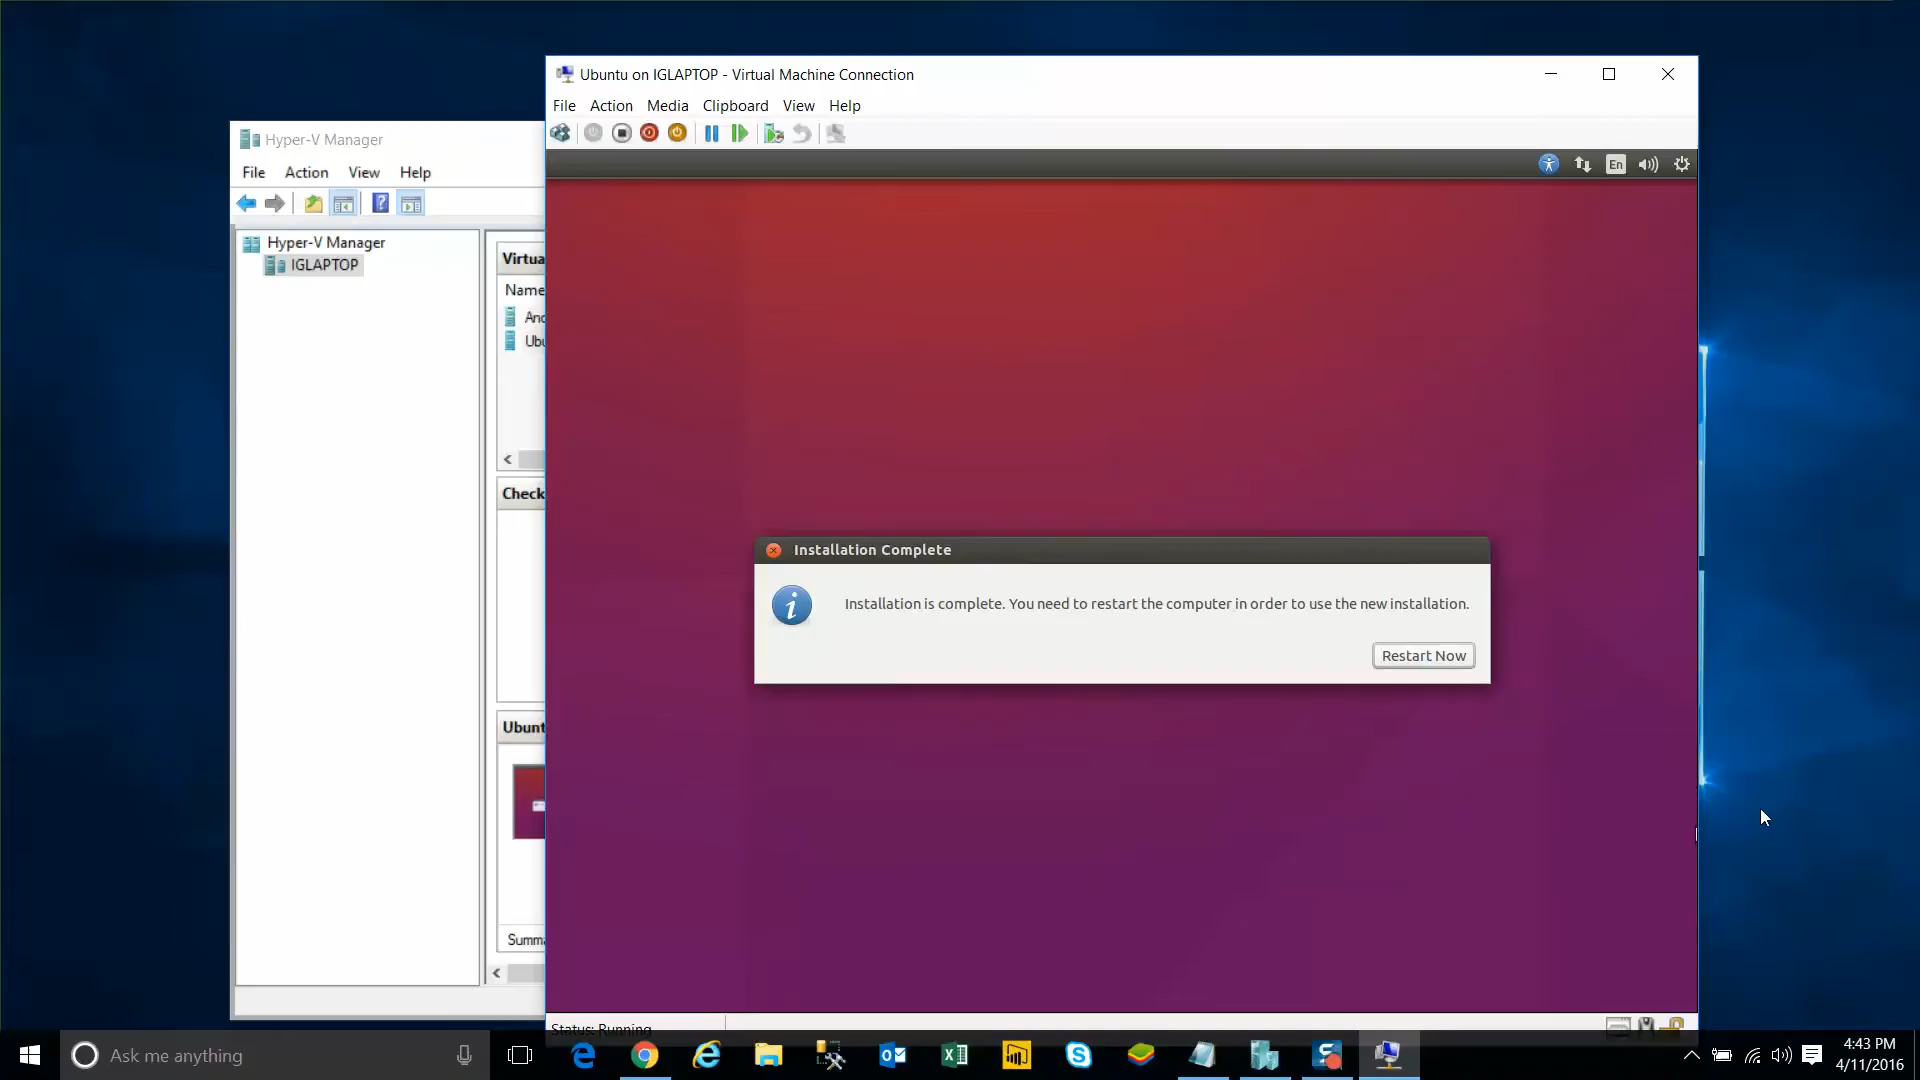 Ubuntu on IGLAPTOP - Virtual Machine Connection
File Action Media Clipboard View Help
En
Hyper-V Manager
File Action View Help
Hyper-V Manager
IGLAPTOP
Virtua
Name
And
Ubu
Check
Ubunt
Summa
Installation Complete
Installation is complete. You need to restart the computer in order to use the new installation.
Restart Now
Status: Running
Ask me anything
4:43 PM
4/11/2016